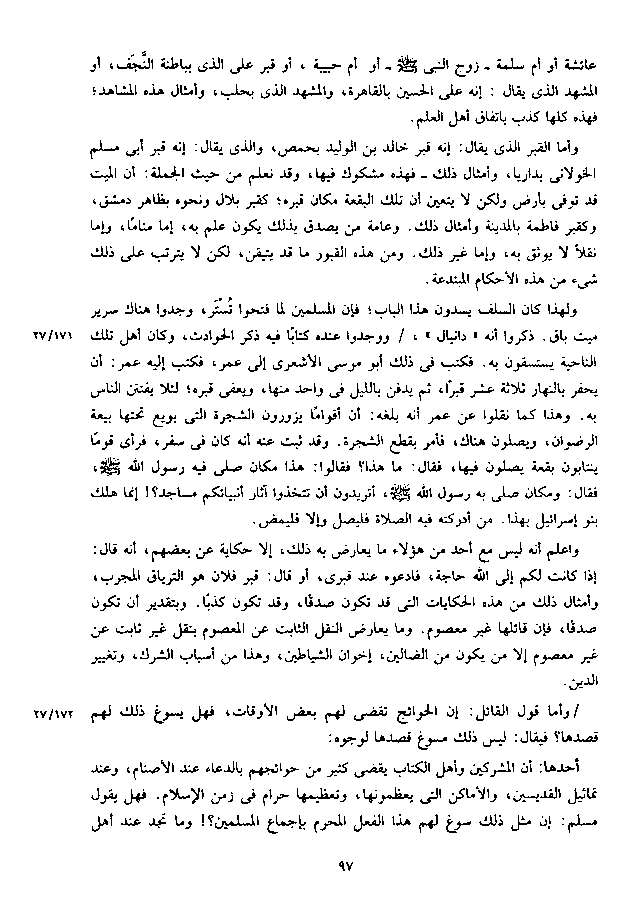 عائشة أو أم سلمة ـ زوج النبى ﷺ ـ أو أم حبيبة ، أو قبر على الذى بباطنة النَّجَف، أو
المشهد الذى يقال : إنه على الحسين بالقاهرة، والمشهد الذى بحلب، وأمثال هذه المشاهد؛
فهذه كلها كذب باتفاق أهل العلم.
وأما القبر الذى يقال: إنه قبر خالد بن الوليد بحمص، والذى يقال: إنه قبر أبى مسلم
الخولانى بداريا، وأمثال ذلك ـ فهذه مشكوك فيها، وقد نعلم من حيث الجملة: أن الميت
قد توفى بأرض ولكن لا يتعين أن تلك البقعة مكان قبره؛ كقبر بلال ونحوه بظاهر دمشق،
وكقبر فاطمة بالمدينة وأمثال ذلك. وعامة من يصدق بذلك يكون علم به، إما منامًا، وإما
نقلاً لا يوثق به، وإما غير ذلك. ومن هذه القبور ما قد يتيقن، لكن لا يترتب على ذلك
شىء من هذه الأحكام المبتدعة.
ولهذا كان السلف يسدون هذا الباب؛ فإن المسلمين لما فتحوا تُسْتَر، وجدوا هناك سرير
ميت باق. ذكروا أنه « دانيال » ، / ووجدوا عنده كتابًا فيه ذكر الحوادث، وكان أهل تلك ٢٧/١٧١
الناحية يستسقون به. فكتب فى ذلك أبو موسى الأشعرى إلى عمر، فكتب إليه عمر: أن
يحفر بالنهار ثلاثة عشر قبرًا، ثم يدفن بالليل فى واحد منها، ويعفى قبره؛ لئلا يفتتن الناس
به. وهذا كما نقلوا عن عمر أنه بلغه: أن أقوامًا يزورون الشجرة التى بويع تحتها بيعة
الرضوان، ويصلون هناك، فأمر بقطع الشجرة. وقد ثبت عنه أنه كان فى سفر، فرأى قومًا
ينتابون بقعة يصلون فيها، فقال: ما هذا؟ فقالوا: هذا مكان صلى فيه رسول الله ﷺ،
فقال: ومكان صلى به رسول الله ﷺ، أتريدون أن تتخذوا آثار أنبيائكم مساجد؟! إنما هلك
بنو إسرائيل بهذا. من أدركته فيه الصلاة فليصل وإلا فليمض.
واعلم أنه ليس مع أحد من هؤلاء ما يعارض به ذلك، إلا حكاية عن بعضهم، أنه قال:
إذا كانت لكم إلى الله حاجة، فادعوه عند قبرى، أو قال: قبر فلان هو الترياق المجرب،
وأمثال ذلك من هذه الحكايات التى قد تكون صدقًا، وقد تكون كذبًا. وبتقدير أن تكون
صدقًا، فإن قائلها غير معصوم. وما يعارض النقل الثابت عن المعصوم بنقل غير ثابت عن
غير معصوم إلا من يكون من الضالين، إخوان الشياطين، وهذا من أسباب الشرك، وتغيير
الدين.
/ وأما قول القائل: إن الحوائج تقضى لهم بعض الأوقات، فهل يسوغ ذلك لهم ٢٧/١٧٢
قصدها؟ فيقال: ليس ذلك مسوغ قصدها لوجوه:
أحدها: أن المشركين وأهل الكتاب يقضى كثير من حوائجهم بالدعاء عند الأصنام، وعند
تماثيل القديسين، والأماكن التى يعظمونها، وتعظيمها حرام فى زمن الإسلام. فهل يقول
مسلم: إن مثل ذلك سوغ لهم هذا الفعل المحرم بإجماع المسلمين؟! وما تجد عند أهل
٩٧